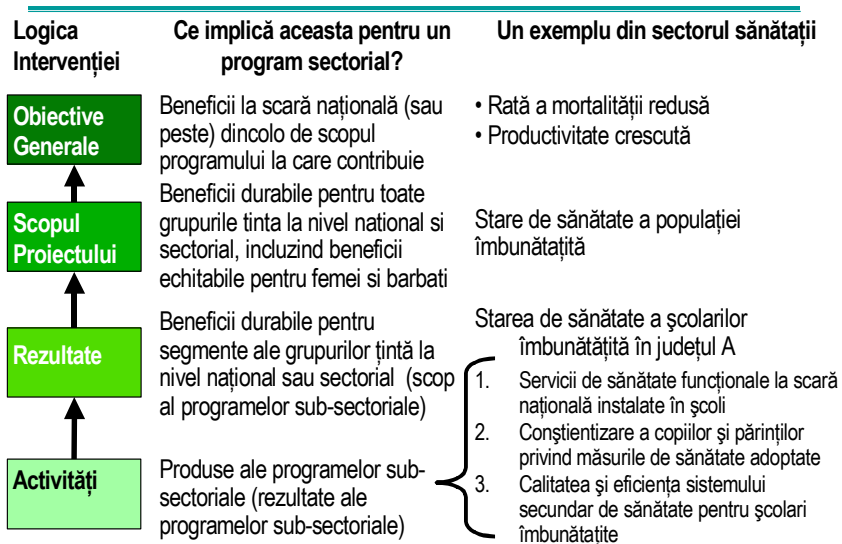 Logica
Intervenției
Ce implică aceasta pentru un
program sectorial?
Un exemplu din sectorul sănătații
Obiective
Generale
Beneficii la scară națională (sau
peste) dincolo de scopul
programului la care contribuie
• Rată a mortalității redusă
• Productivitate crescută
Scopul
Proiectului
Beneficii durabile pentru toate
grupurile tinta la nivel national si
sectorial, incluzind beneficii
echitabile pentru femei si barbati
Stare de sănătate a populației
îmbunătațită
Rezultate
Beneficii durabile pentru
segmente ale grupurilor țintă la
nivel național sau sectorial (scop
al programelor sub-sectoriale)
Starea de sănătate a şcolarilor
îmbunătățită în județul A
1. Servicii de sănătate funcționale la scară
națională instalate în şcoli
2. Conştientizare a copiilor şi părinților
privind măsurile de sănătate adoptate
3. Calitatea şi eficiența sistemului
secundar de sănătate pentru şcolari
îmbunătațite
Activități
Produse ale programelor sub-
sectoriale (rezultate ale
programelor sub-sectoriale)